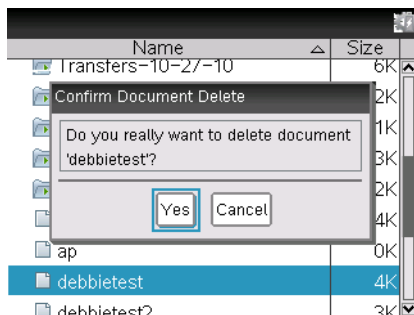 Name Size
Transfers-10-27-10 6K
Confirm Document Delete 2K
1K
Do you really want to delete document
'debbietest'? 3K
2K
Yes Cancel
4K
ap 0K
debbietest 4K
debbietest2 3K